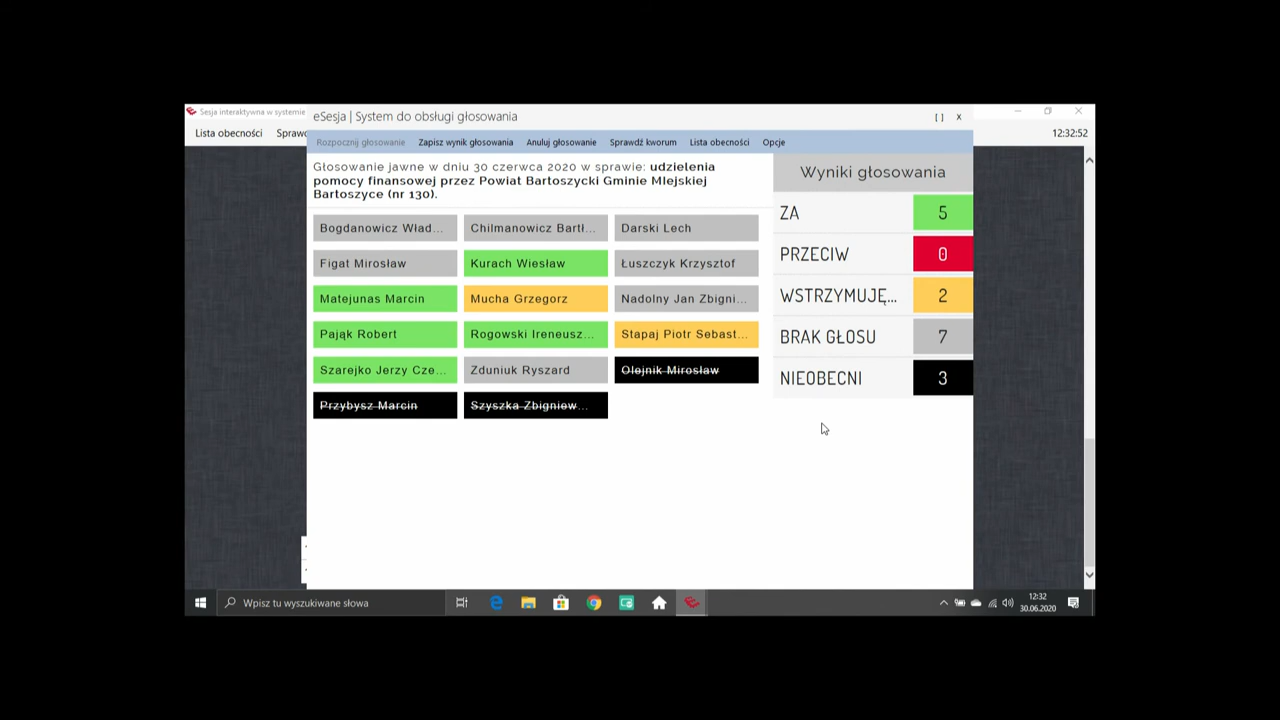 Sesja interaktywna w systemie
eSesja | System do obsługi głosowania
[ ] x
Lista obecności Sprawo
12:32:52
Rozpocznij głosowanie Zapisz wynik głosowania Anuluj głosowanie Sprawdź kworum Lista obecności Opcje
Głosowanie jawne w dniu 30 czerwca 2020 w sprawie: udzielenia
pomocy finansowej przez Powiat Bartoszycki Gminie MIejskiej
Bartoszyce (nr 130).
Wyniki głosowania
Bogdanowicz Wład... Chilmanowicz Bartł... Darski Lech
Figat Mirosław Kurach Wiesław Łuszczyk Krzysztof
Matejunas Marcin Mucha Grzegorz Nadolny Jan Zbigni...
Pająk Robert Rogowski Ireneusz... Stapaj Piotr Sebast...
Szarejko Jerzy Cze... Zduniuk Ryszard Olejnik Mirosław
Przybysz Marcin Szyszka Zbigniew...
ZA 5
PRZECIW 0
WSTRZYMUJĘ... 2
BRAK GŁOSU 7
NIEOBECNI 3
Wpisz tu wyszukiwane słowa
12:32
30.06.2020